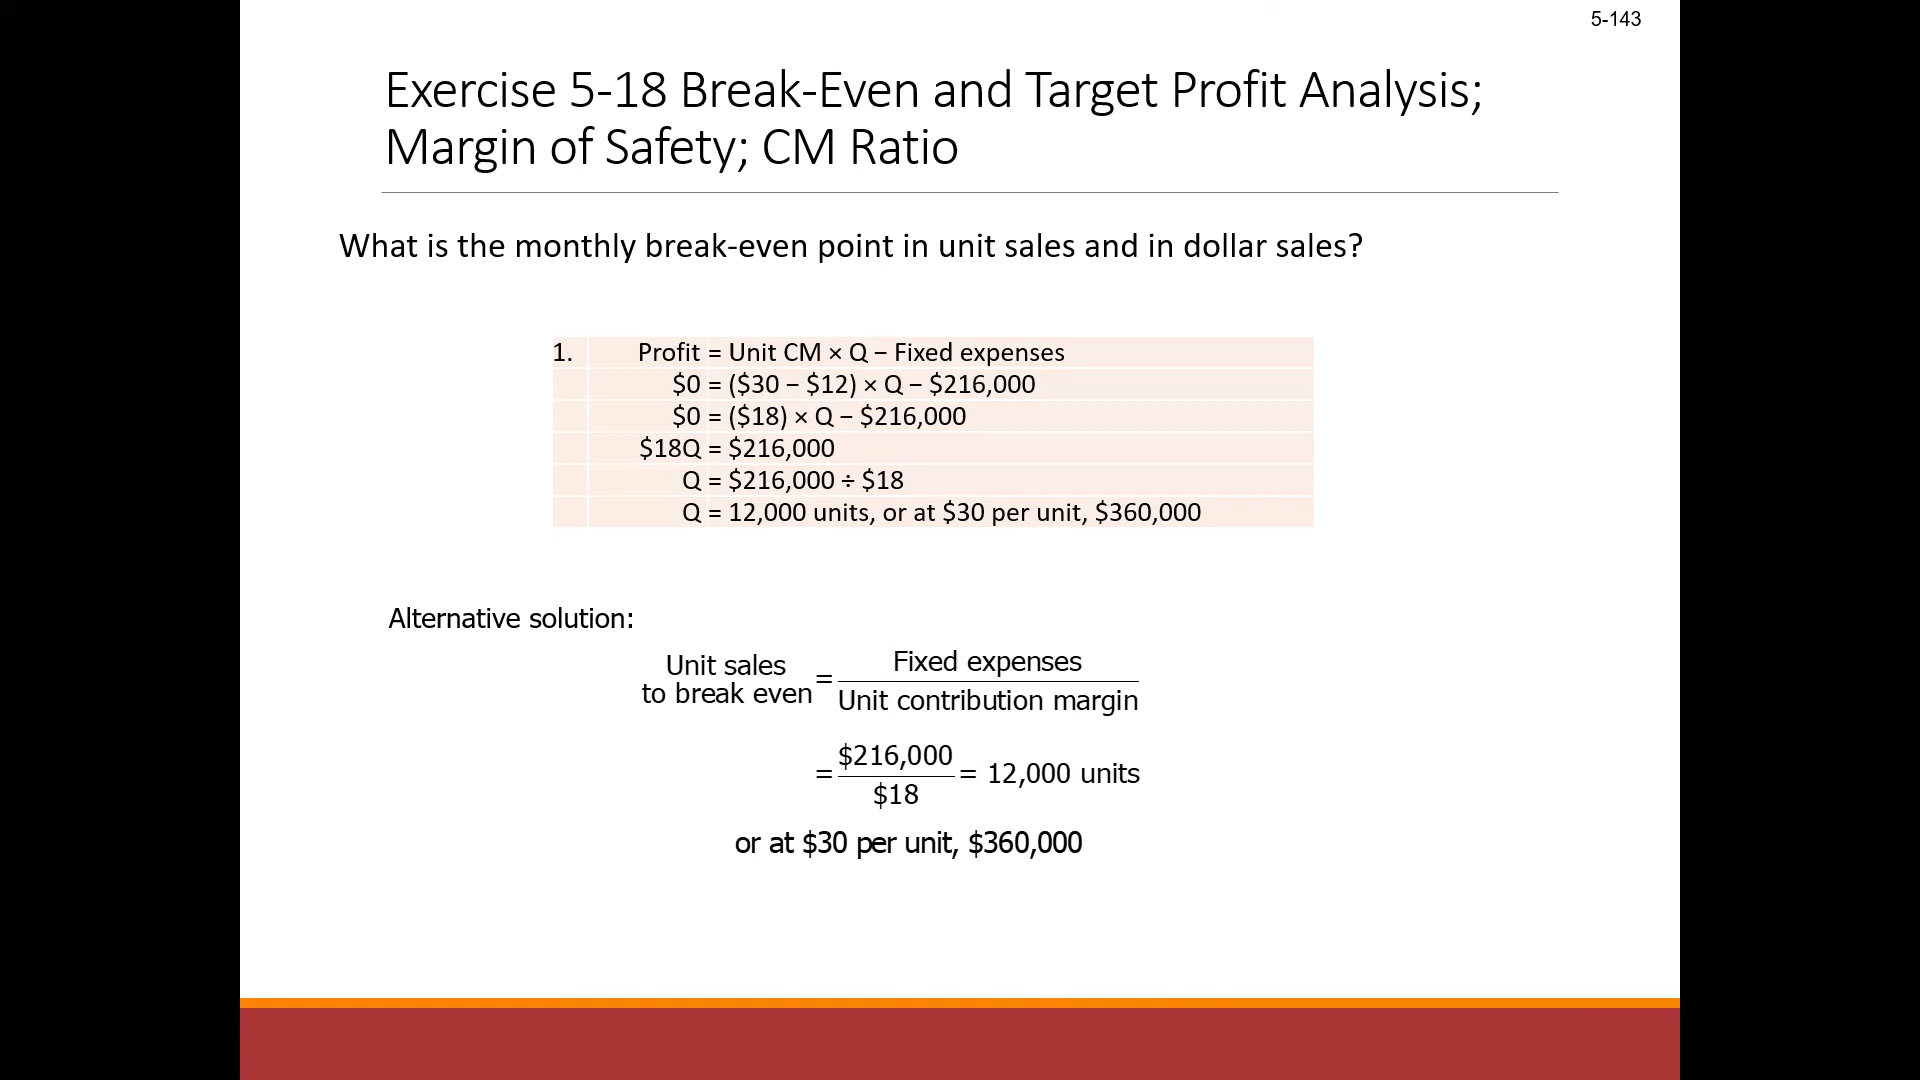 5-143
Exercise 5-18 Break-Even and Target Profit Analysis;
Margin of Safety; CM Ratio
What is the monthly break-even point in unit sales and in dollar sales?
1. Profit = Unit CM × Q − Fixed expenses
$0 = ($30 − $12) × Q − $216,000
$0 = ($18) × Q − $216,000
$18Q = $216,000
Q = $216,000 ÷ $18
Q = 12,000 units, or at $30 per unit, $360,000
Alternative solution:
Unit sales
to break even
=
Fixed expenses
Unit contribution margin
=
$216,000
$18
= 12,000 units
or at $30 per unit, $360,000